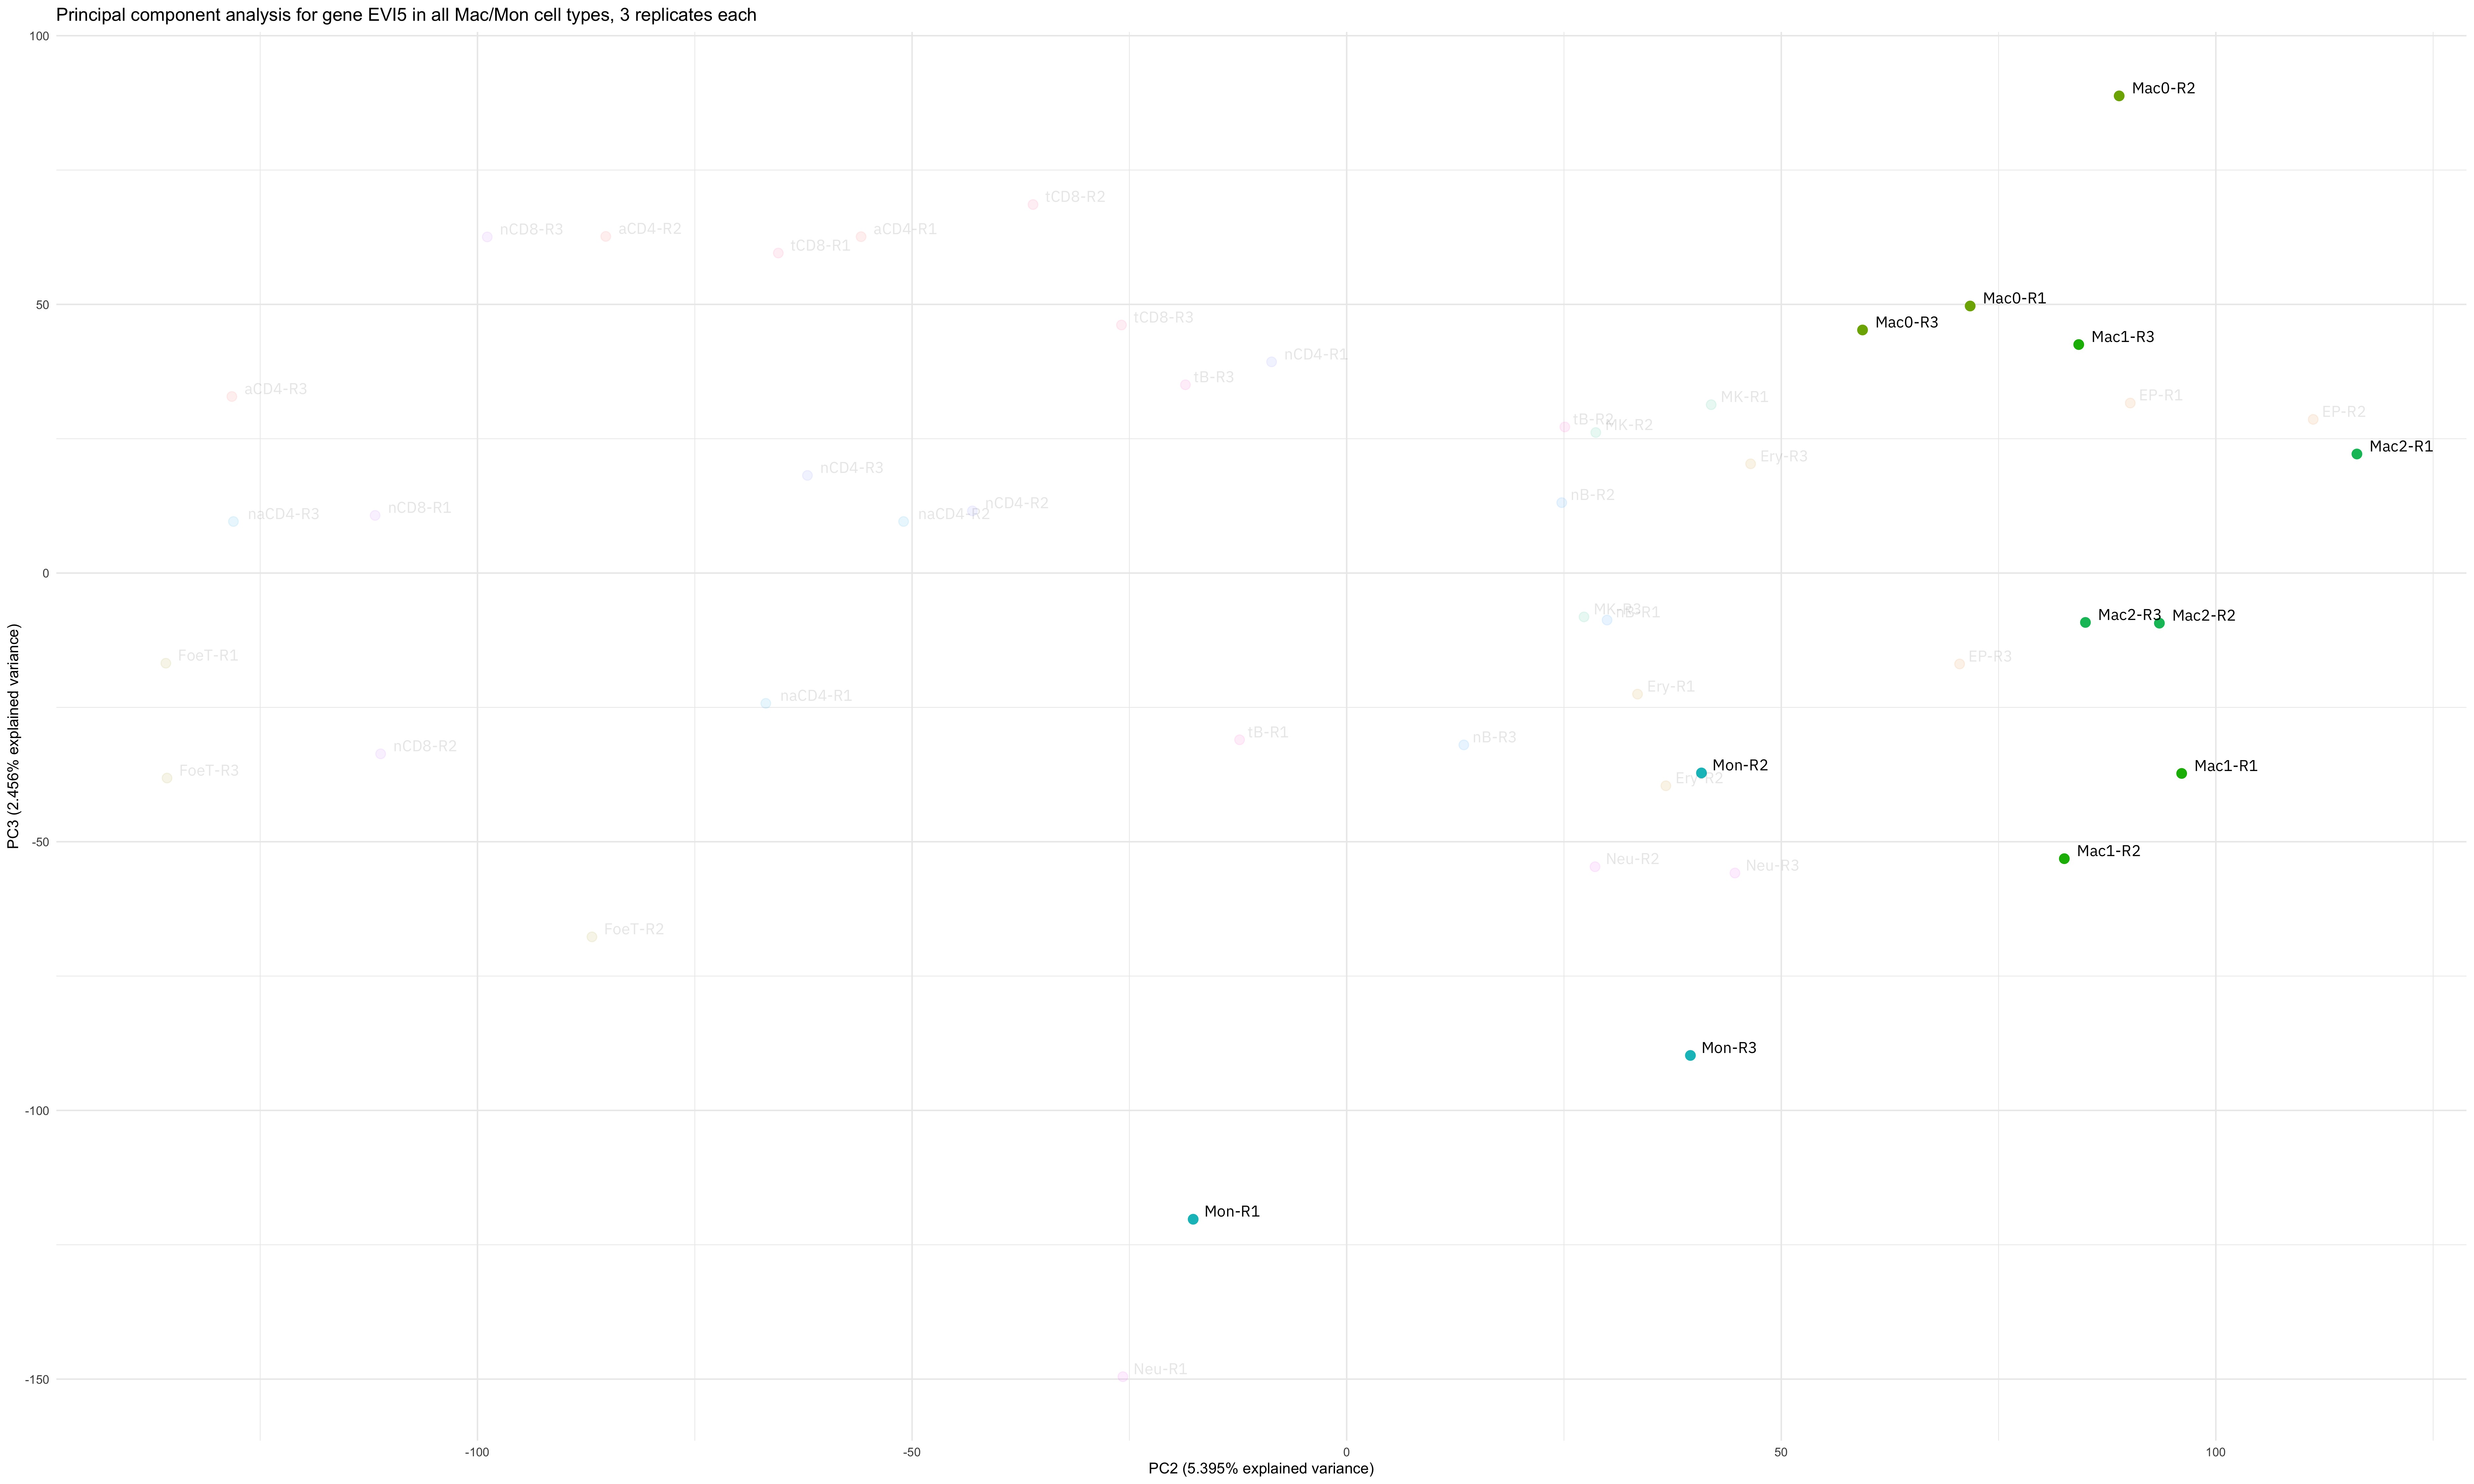 Principal component analysis for gene EVI5 in all Mac/Mon cell types, 3 replicates each
100
Mac0-R2
tCD8-R2
nCD8-R3
aCD4-R2
aCD4-R1
tCD8-R1
50
Mac0-R1
tCD8-R3
Mac0-R3
Mac1-R3
nCD4-R1
tB-R3
aCD4-R3
MK-R1
EP-R1
EP-R2
tB-R2
MK-R2
Mac2-R1
Ery-R3
nCD4-R3
nB-R2
nCD4-R2
nCD8-R1
naCD4-R3
naCD4-R2
0
MK-R3
nB-R1
Mac2-R3
Mac2-R2
FoeT-R1
EP-R3
Ery-R1
naCD4-R1
tB-R1
nB-R3
nCD8-R2
Mon-R2
Mac1-R1
FoeT-R3
Ery-R2
-50
Mac1-R2
Neu-R2
Neu-R3
FoeT-R2
Mon-R3
-100
Mon-R1
Neu-R1
-150
PC3 (2.456% explained variance)
-100
-50
0
50
100
PC2 (5.395% explained variance)